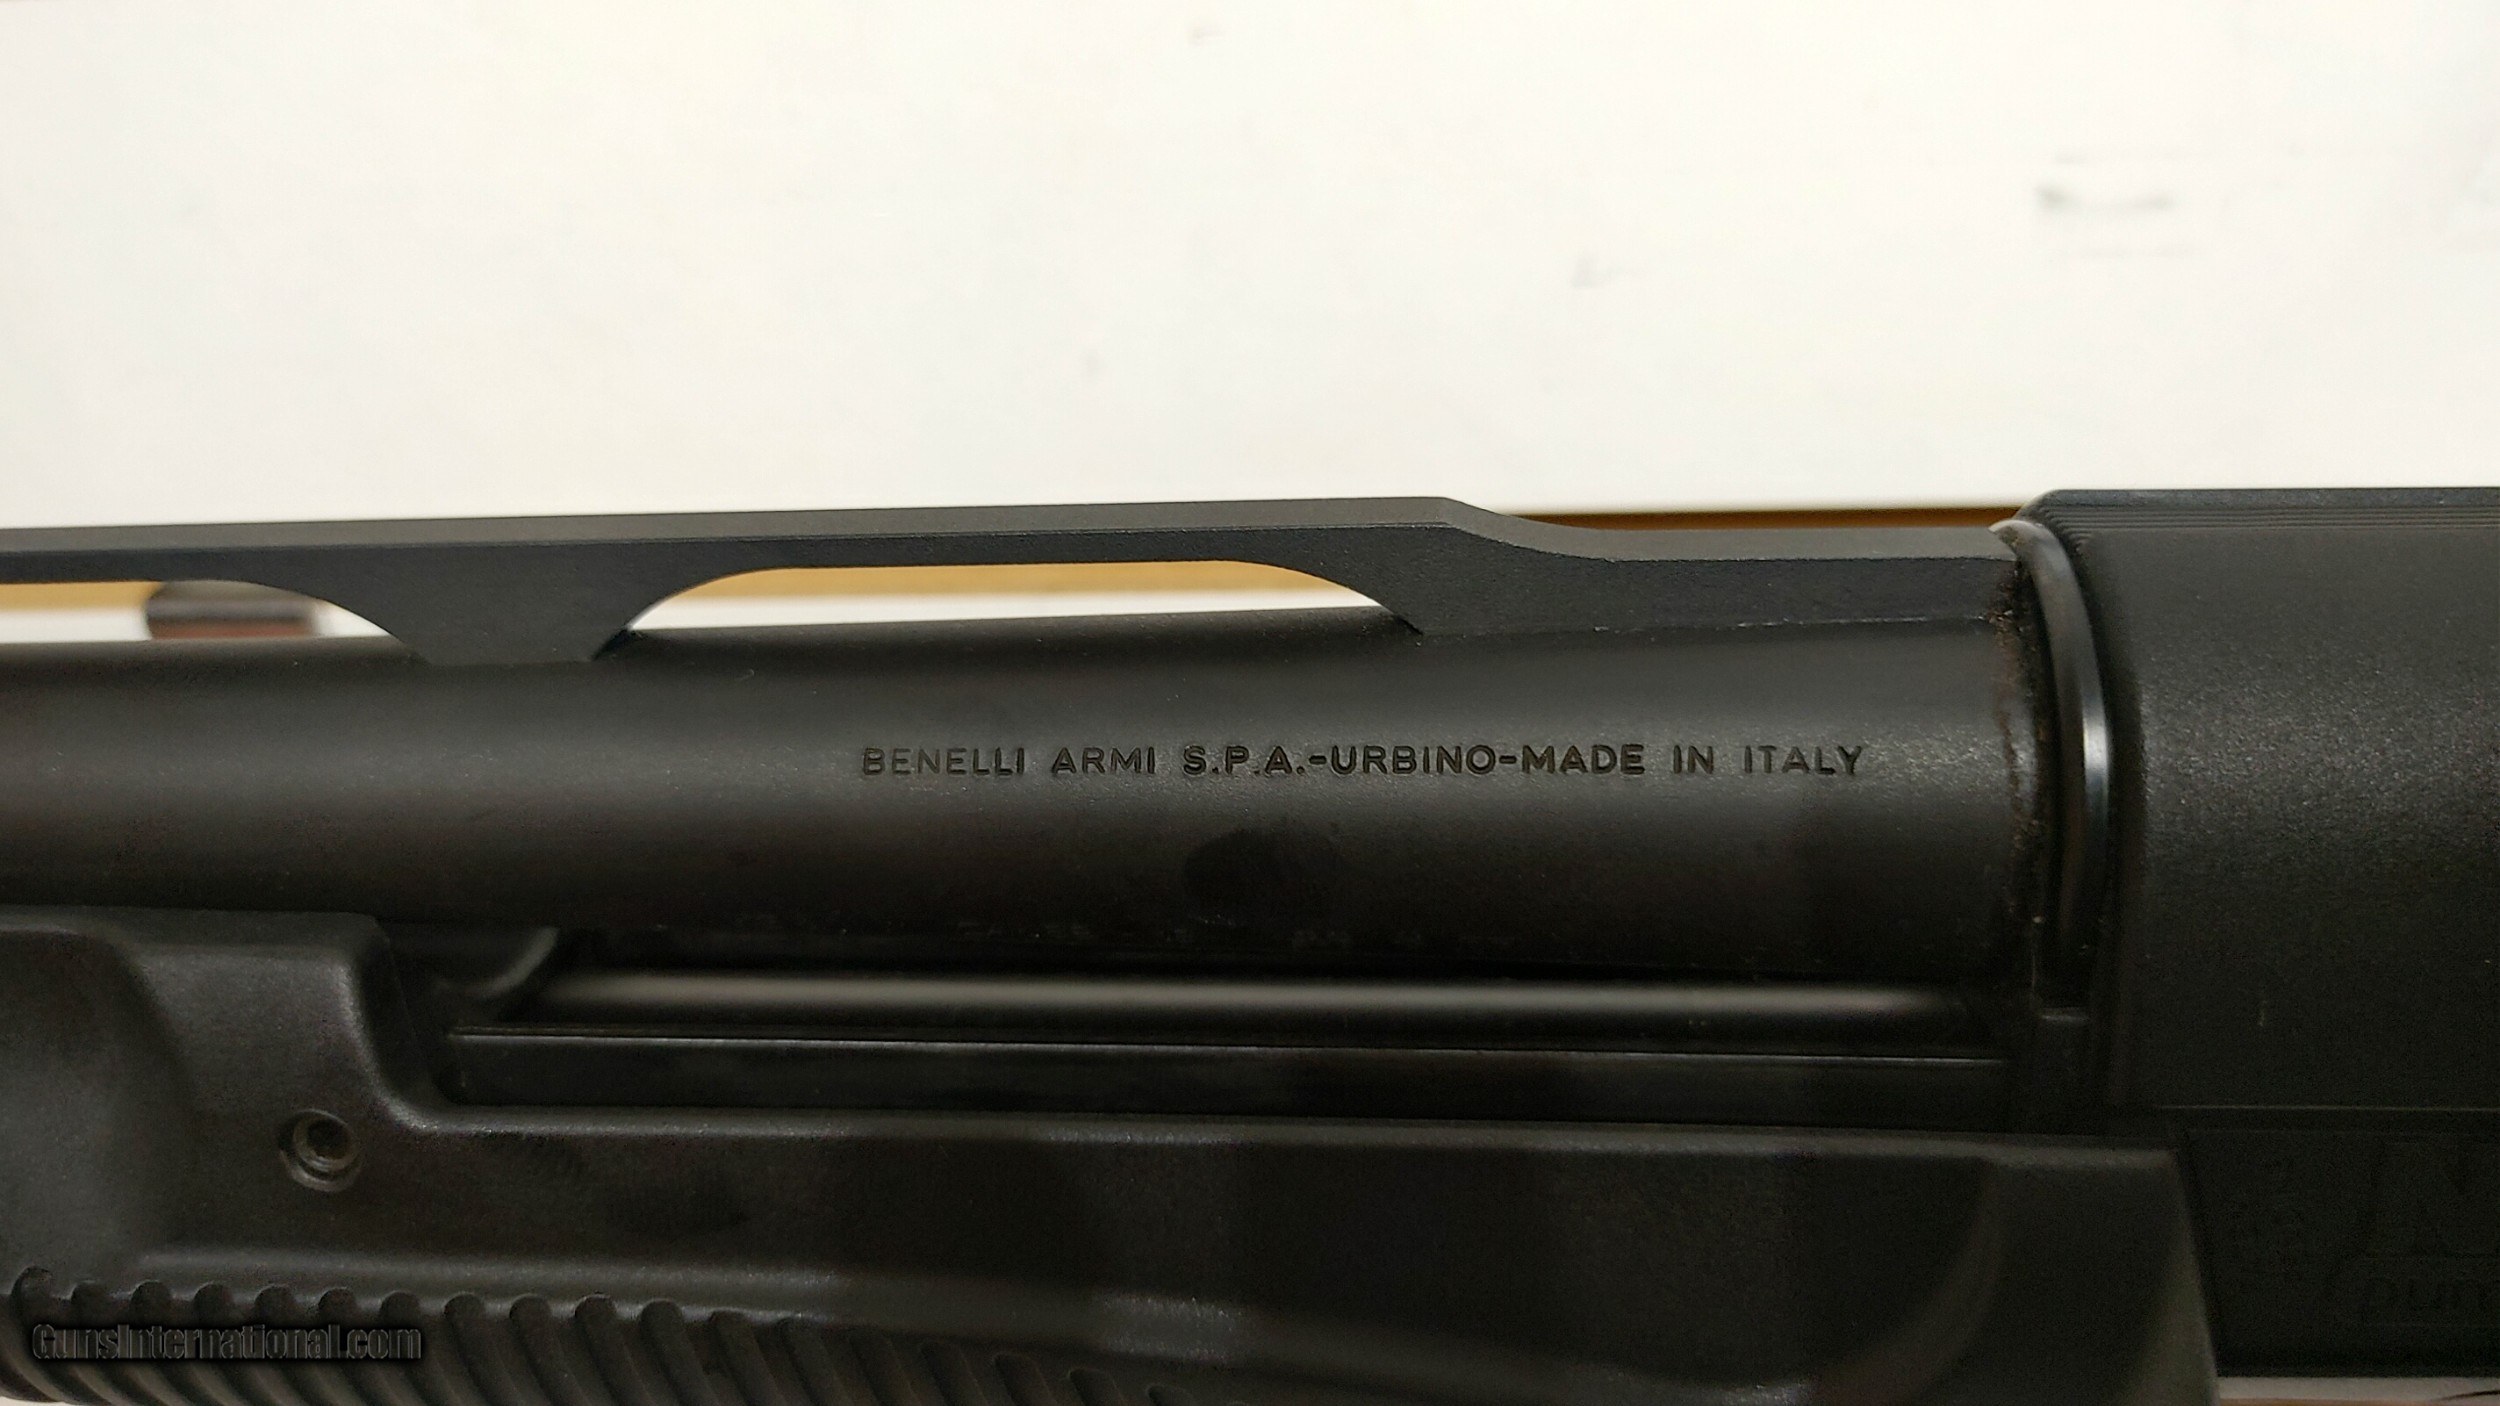 BENELLI ARMI S.P.A.-URBINO-MADE IN ITALY
GunsInternational.com